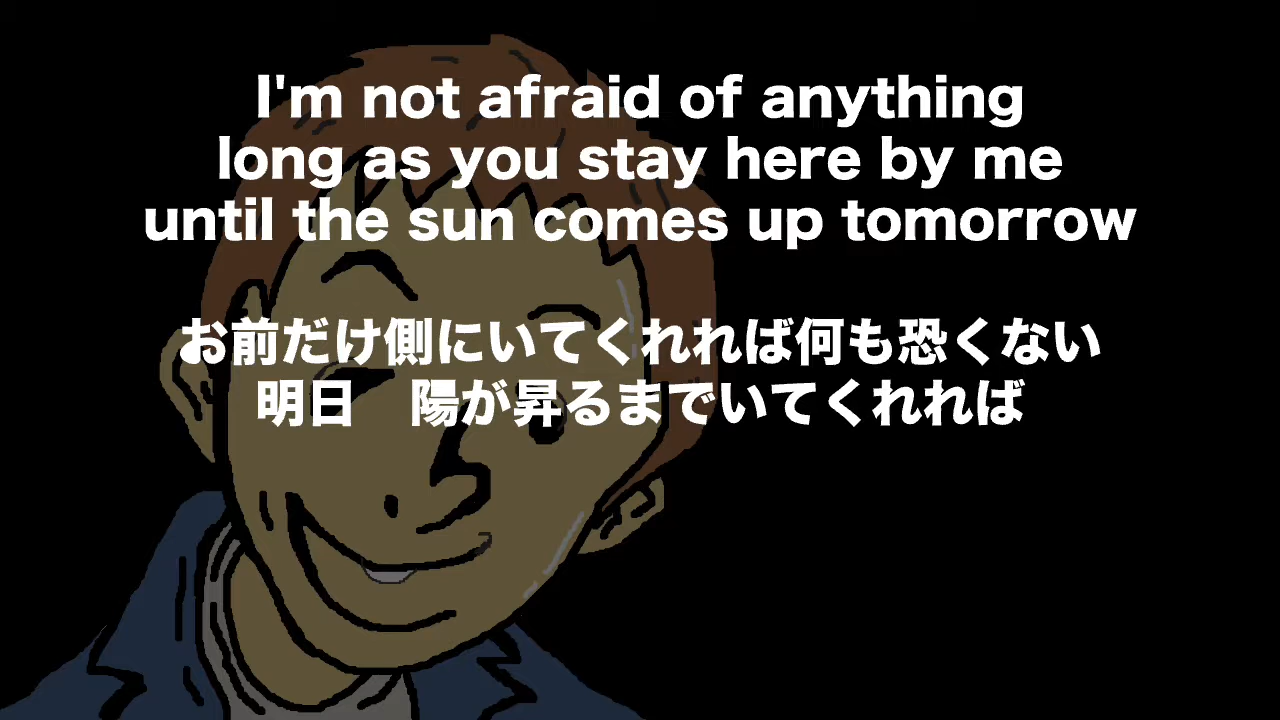 I'm not afraid of anything
long as you stay here by me
until the sun comes up tomorrow
お前だけ側にいてくれれば何も恐くない
明日　陽が昇るまでいてくれれば